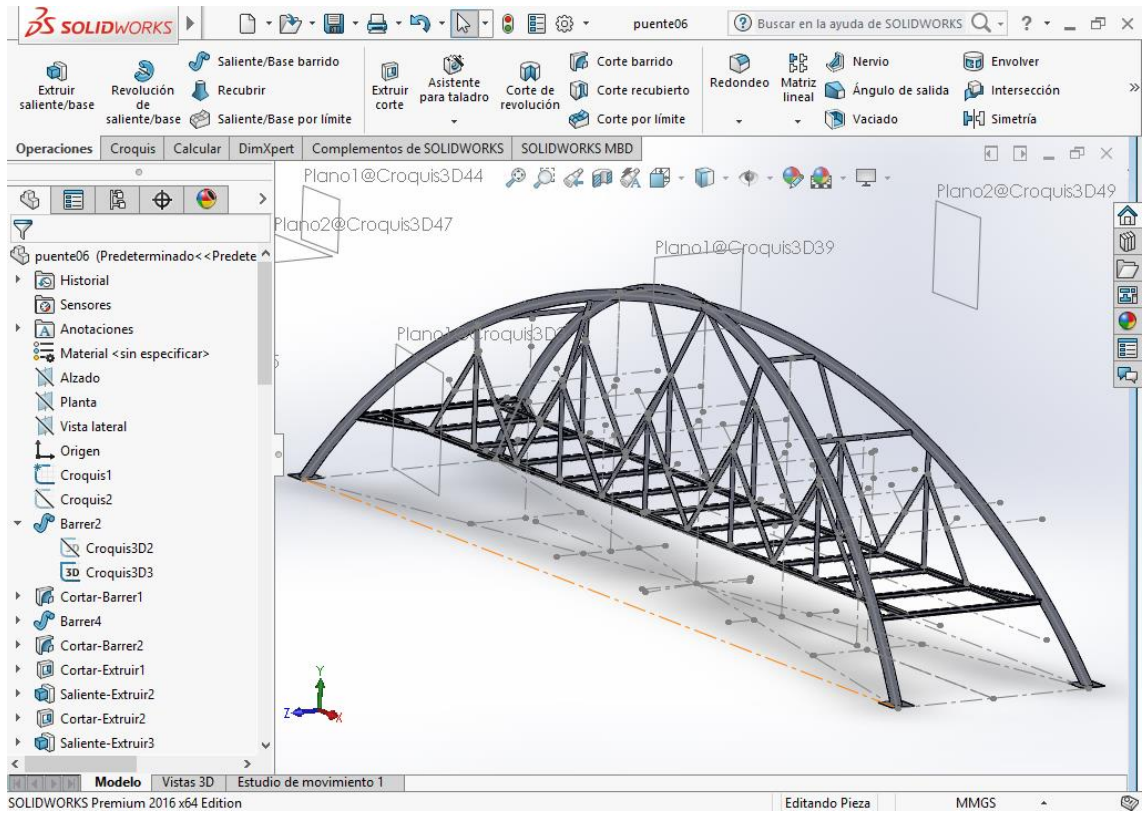 SOLIDWORKS
puente06
Buscar en la ayuda de SOLIDWORKS
?
Extruir saliente/base
Revolución de saliente/base
Saliente/Base barrido
Recubrir
Saliente/Base por límite
Extruir corte
Asistente para taladro
Corte de revolución
Corte barrido
Corte recubierto
Corte por límite
Redondeo
Matriz lineal
Nervio
Ángulo de salida
Vaciado
Envolver
Intersección
Simetría
Operaciones
Croquis
Calcular
DimXpert
Complementos de SOLIDWORKS
SOLIDWORKS MBD
Plano1@Croquis3D44
Plano2@Croquis3D47
Plano1@Croquis3D39
Plano2@Croquis3D49
puente06 (Predeterminado<<Predete
Historial
Sensores
Anotaciones
Material <sin especificar>
Alzado
Planta
Vista lateral
Origen
Croquis1
Croquis2
Barrer2
Croquis3D2
3D Croquis3D3
Cortar-Barrer1
Barrer4
Cortar-Barrer2
Cortar-Extruir1
Saliente-Extruir2
Cortar-Extruir2
Saliente-Extruir3
Y
Z
X
Modelo
Vistas 3D
Estudio de movimiento 1
SOLIDWORKS Premium 2016 x64 Edition
Editando Pieza
MMGS